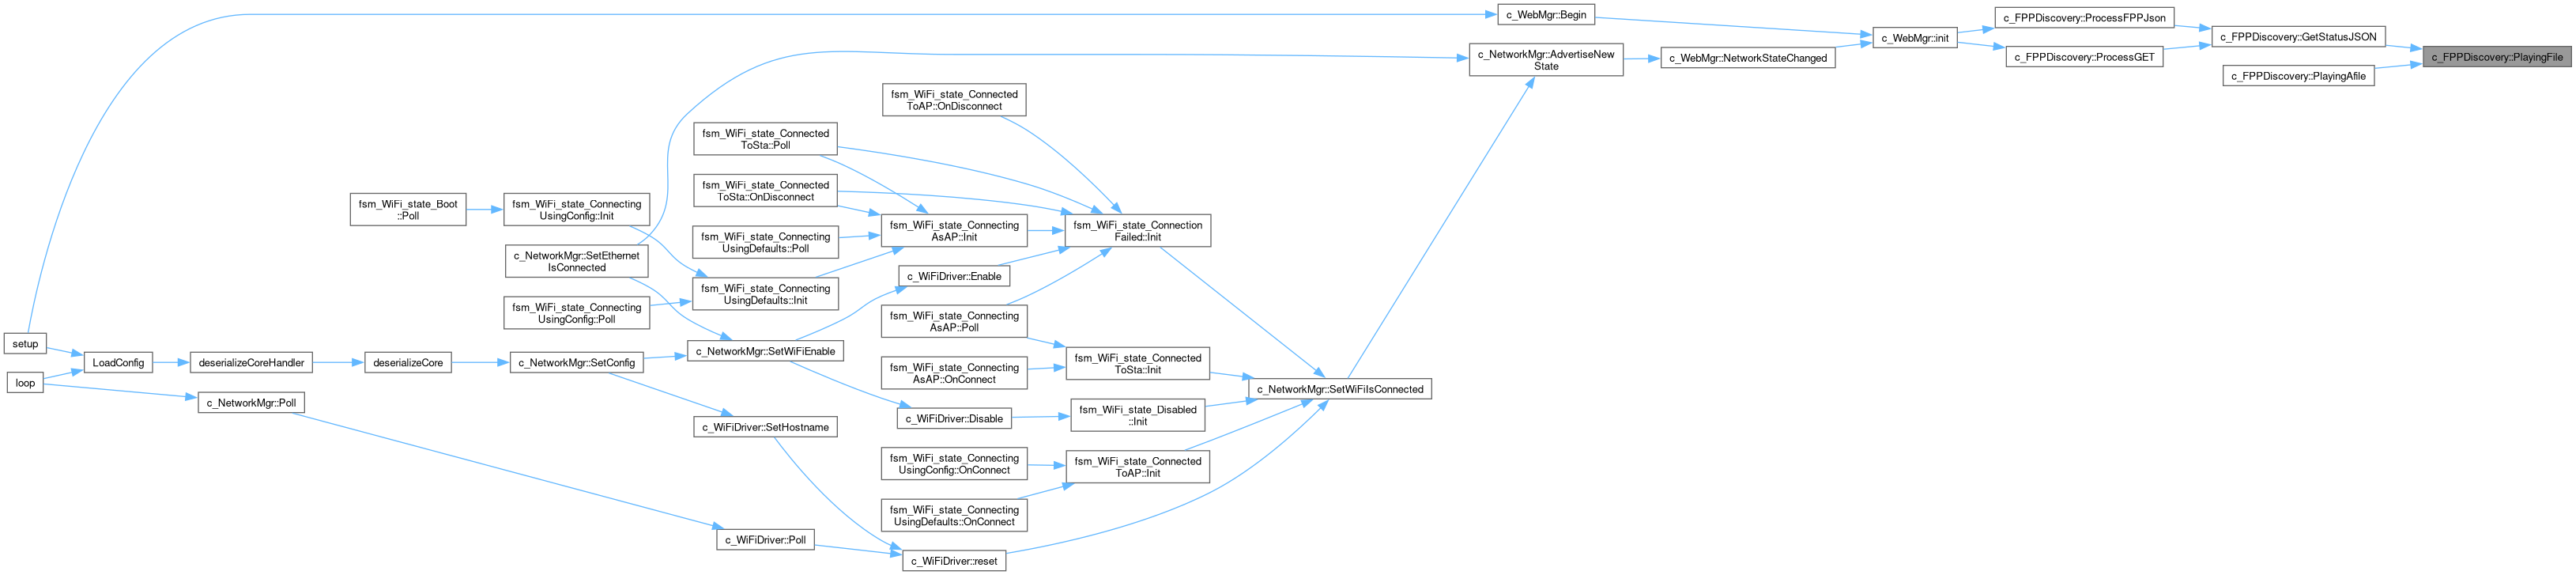 c_WebMgr::Begin
c_FPPDiscovery::ProcessFPPJson
c_WebMgr::init
c_FPPDiscovery::GetStatusJSON
c_NetworkMgr::AdvertiseNew
State
c_WebMgr::NetworkStateChanged
c_FPPDiscovery::ProcessGET
c_FPPDiscovery::PlayingFile
c_FPPDiscovery::PlayingAfile
fsm_WiFi_state_Connected
ToAP::OnDisconnect
fsm_WiFi_state_Connected
ToSta::Poll
fsm_WiFi_state_Connected
ToSta::OnDisconnect
fsm_WiFi_state_Boot
::Poll
fsm_WiFi_state_Connecting
UsingConfig::Init
fsm_WiFi_state_Connecting
UsingDefaults::Poll
fsm_WiFi_state_Connecting
AsAP::Init
fsm_WiFi_state_Connection
Failed::Init
c_NetworkMgr::SetEthernet
IsConnected
c_WiFiDriver::Enable
fsm_WiFi_state_Connecting
UsingDefaults::Init
fsm_WiFi_state_Connecting
UsingConfig::Poll
fsm_WiFi_state_Connecting
AsAP::Poll
setup
c_NetworkMgr::SetWiFiEnable
LoadConfig
deserializeCoreHandler
deserializeCore
c_NetworkMgr::SetConfig
fsm_WiFi_state_Connecting
AsAP::OnConnect
fsm_WiFi_state_Connected
ToSta::Init
loop
c_NetworkMgr::SetWiFiIsConnected
c_NetworkMgr::Poll
c_WiFiDriver::Disable
fsm_WiFi_state_Disabled
::Init
c_WiFiDriver::SetHostname
fsm_WiFi_state_Connecting
UsingConfig::OnConnect
fsm_WiFi_state_Connected
ToAP::Init
fsm_WiFi_state_Connecting
UsingDefaults::OnConnect
c_WiFiDriver::Poll
c_WiFiDriver::reset